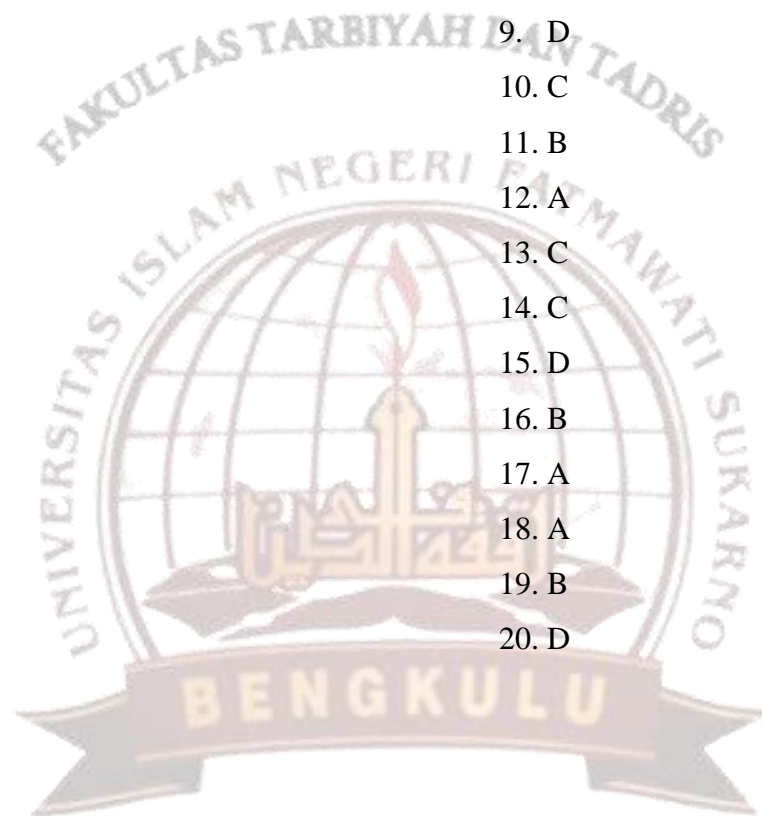 FAKULTAS TARBIYAH DAN TADRIS
UNIVERSITAS ISLAM NEGERI FATMAWATI SUKARNO
9. D
10. C
11. B
12. A
13. C
14. C
15. D
16. B
17. A
18. A
19. B
20. D
BENGKULU